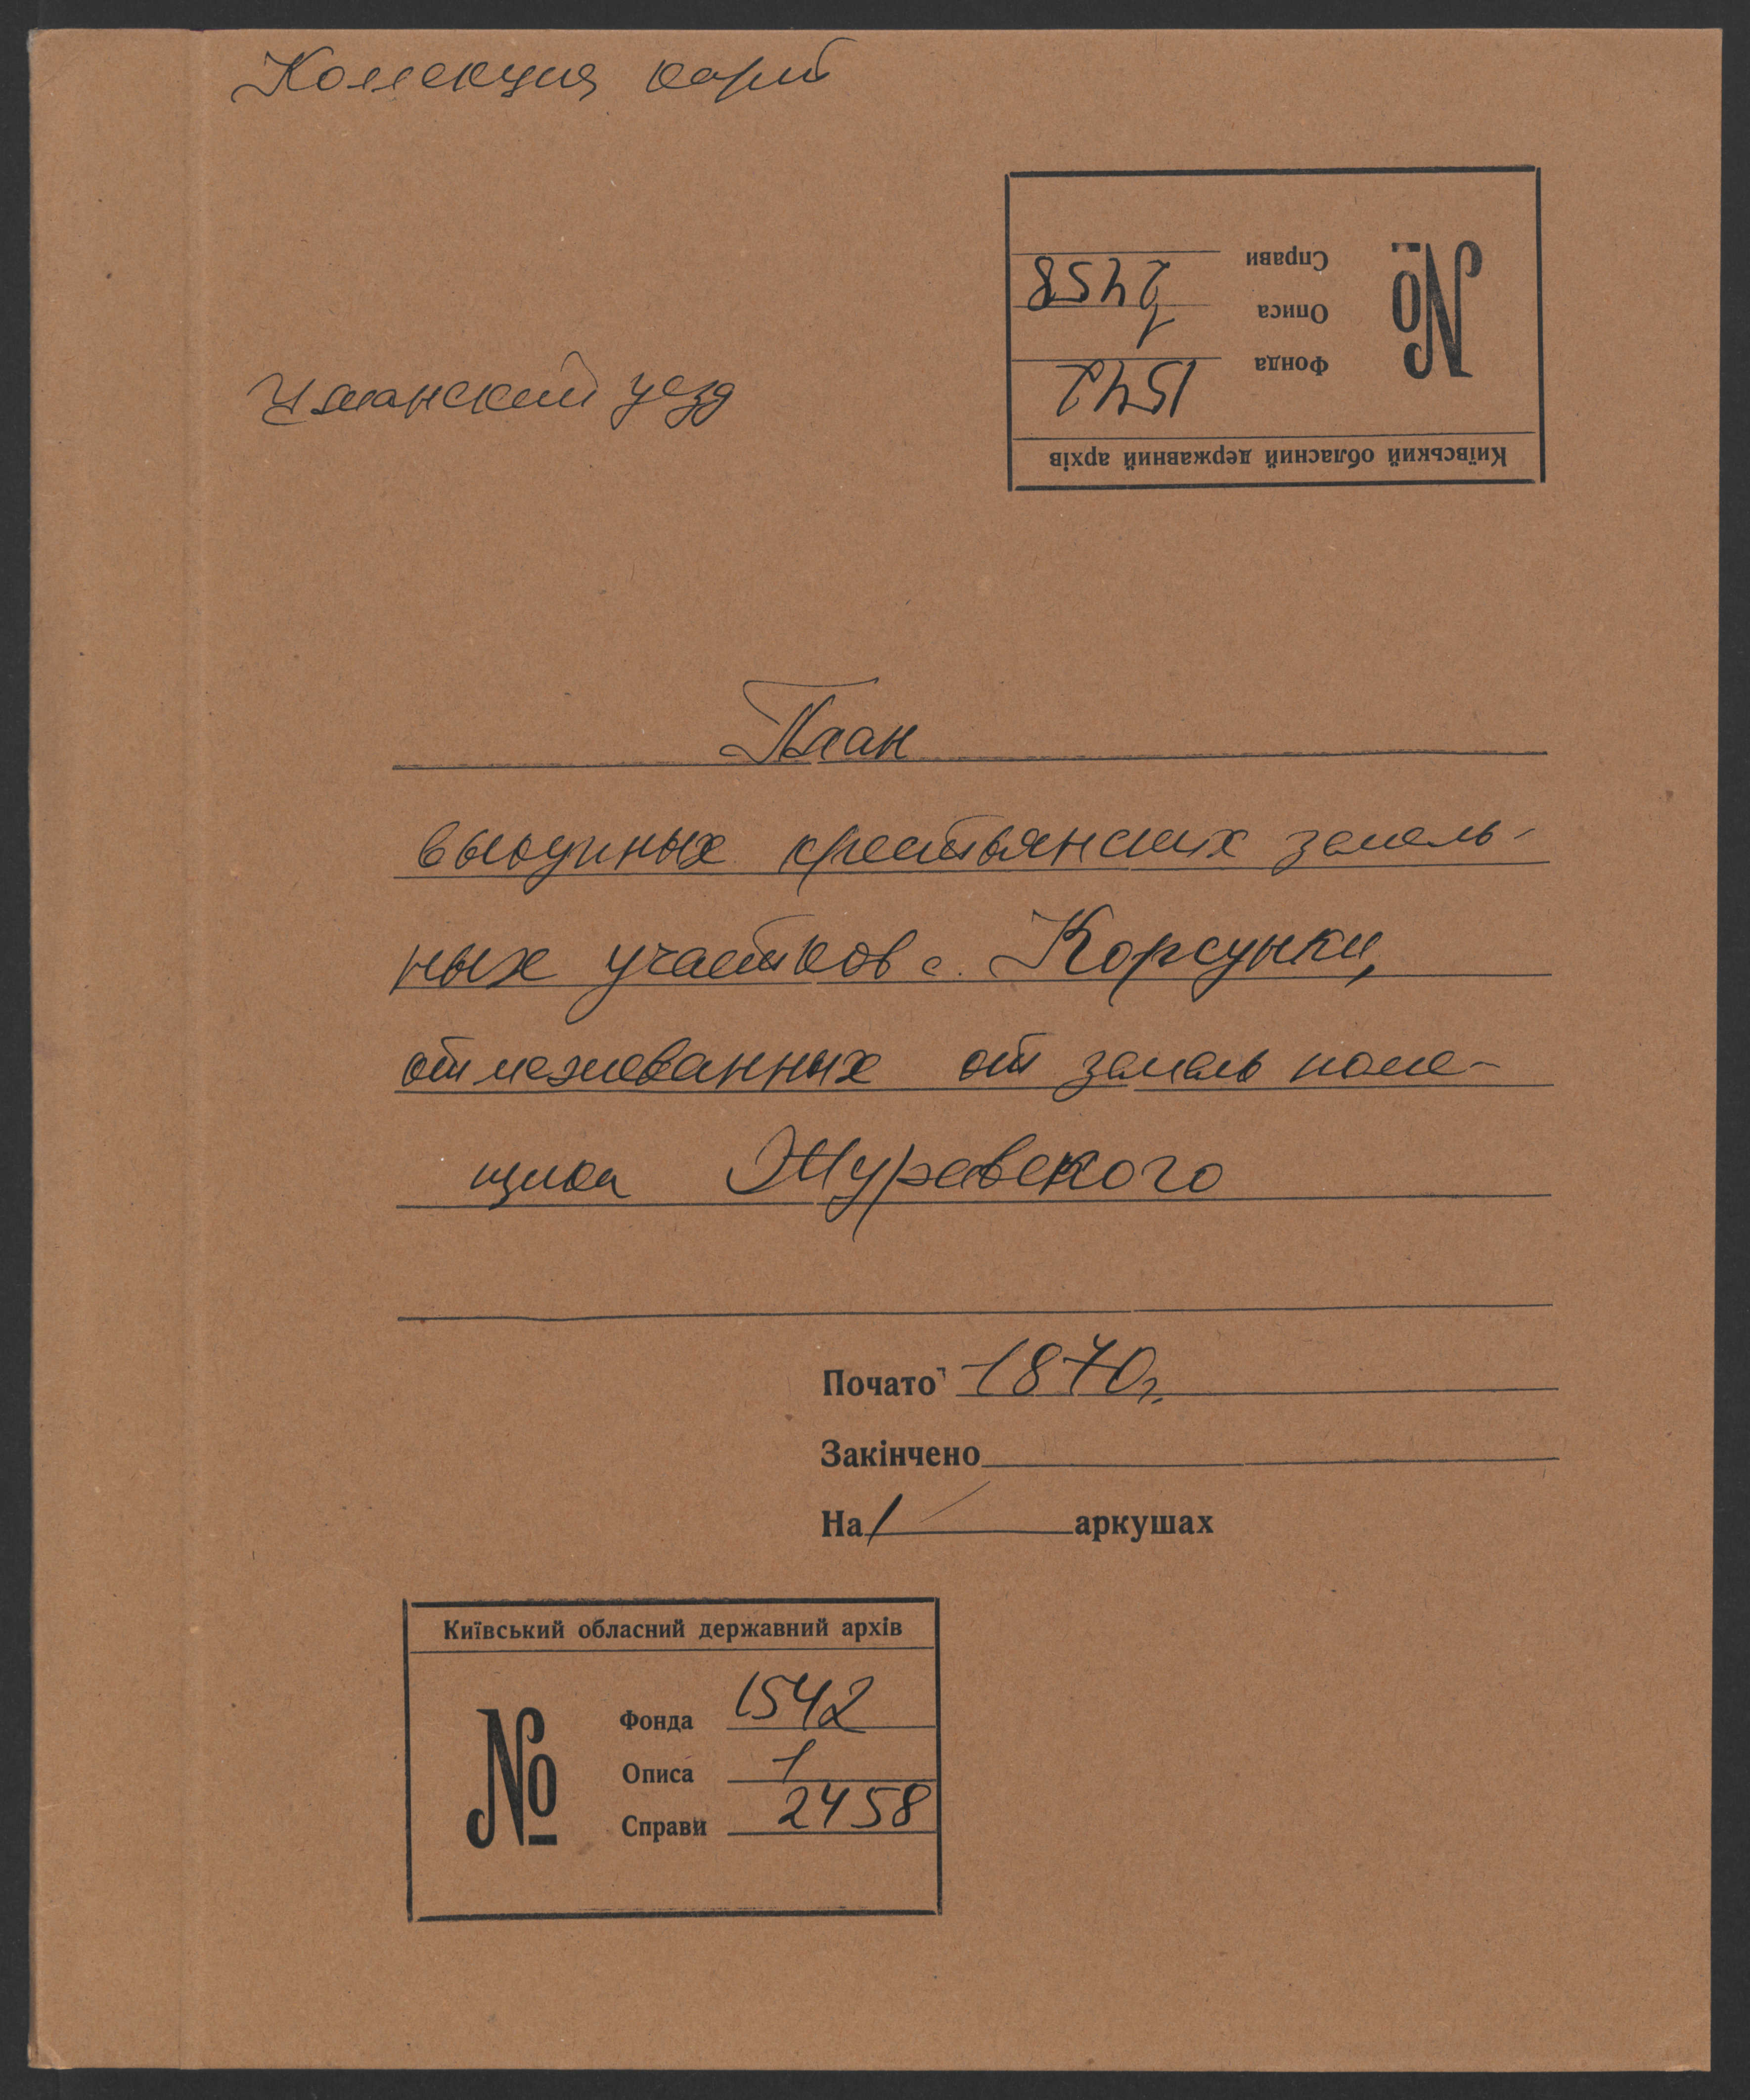 Коллекция карт
Справи 2458
Описа 1
Фонда 1542
№
Київський обласний державний архів
Уманский уезд
План
выкупных крестьянских земель-
ных участков с. Корсунки,
отмежеванных от земель поме-
щика Журавского
Почато 1870г.
Закінчено
На 1 аркушах
Київський обласний державний архів
№
Фонда 1542
Описа 1
Справи 2458